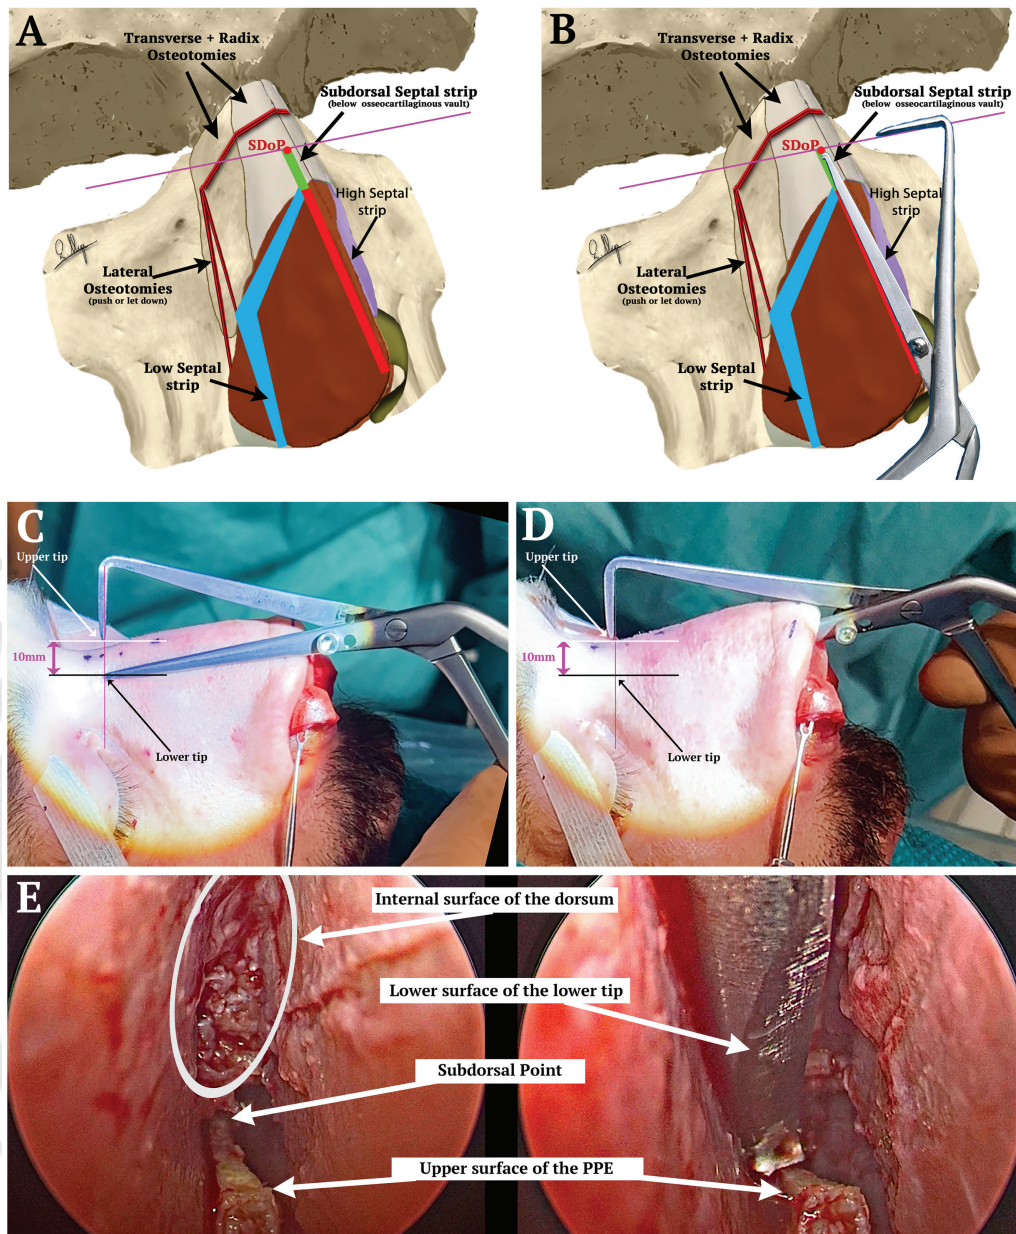 A
Transverse + Radix
Osteotomies
Subdorsal Septal strip
(below osseocartilaginous vault)
SDoP
High Septal
strip
Lateral
Osteotomies
(push or let down)
Low Septal
strip
B
Transverse + Radix
Osteotomies
Subdorsal Septal strip
(below osseocartilaginous vault)
SDoP
High Septal
strip
Lateral
Osteotomies
(push or let down)
Low Septal
strip
C
Upper tip
10mm
Lower tip
D
Upper tip
10mm
Lower tip
E
Internal surface of the dorsum
Lower surface of the lower tip
Subdorsal Point
Upper surface of the PPE